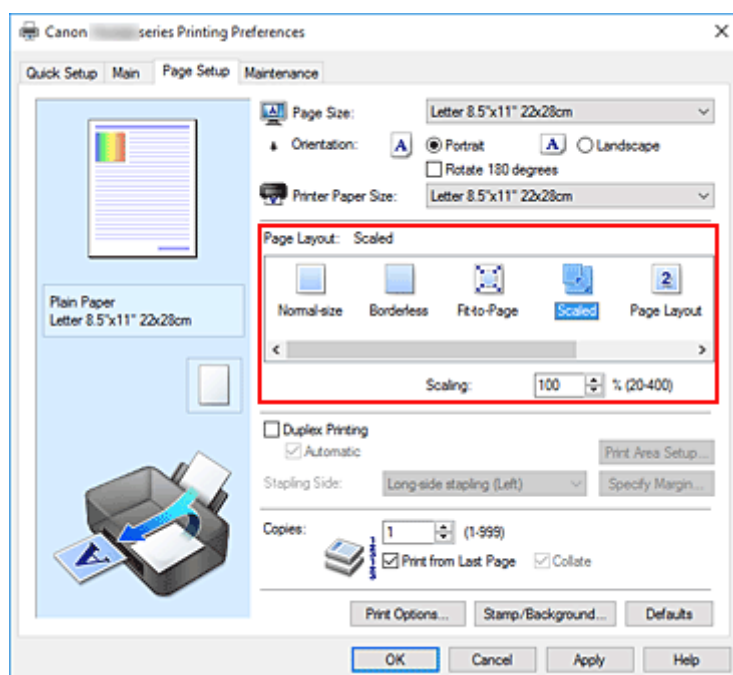 Canon series Printing Preferences
Quick Setup Main Page Setup Maintenance
Page Size: Letter 8.5"x11" 22x28cm
Orientation: A Portrait A Landscape
Rotate 180 degrees
Printer Paper Size: Letter 8.5"x11" 22x28cm
Page Layout: Scaled
Normal-size Borderless Fit-to-Page Scaled 2 Page Layout
Scaling: 100 % (20-400)
Plain Paper
Letter 8.5"x11" 22x28cm
Duplex Printing
Automatic Print Area Setup...
Stapling Side: Long-side stapling (Left) Specify Margin...
Copies: 1 (1-999)
Print from Last Page Collate
A
Print Options... Stamp/Background... Defaults
OK Cancel Apply Help